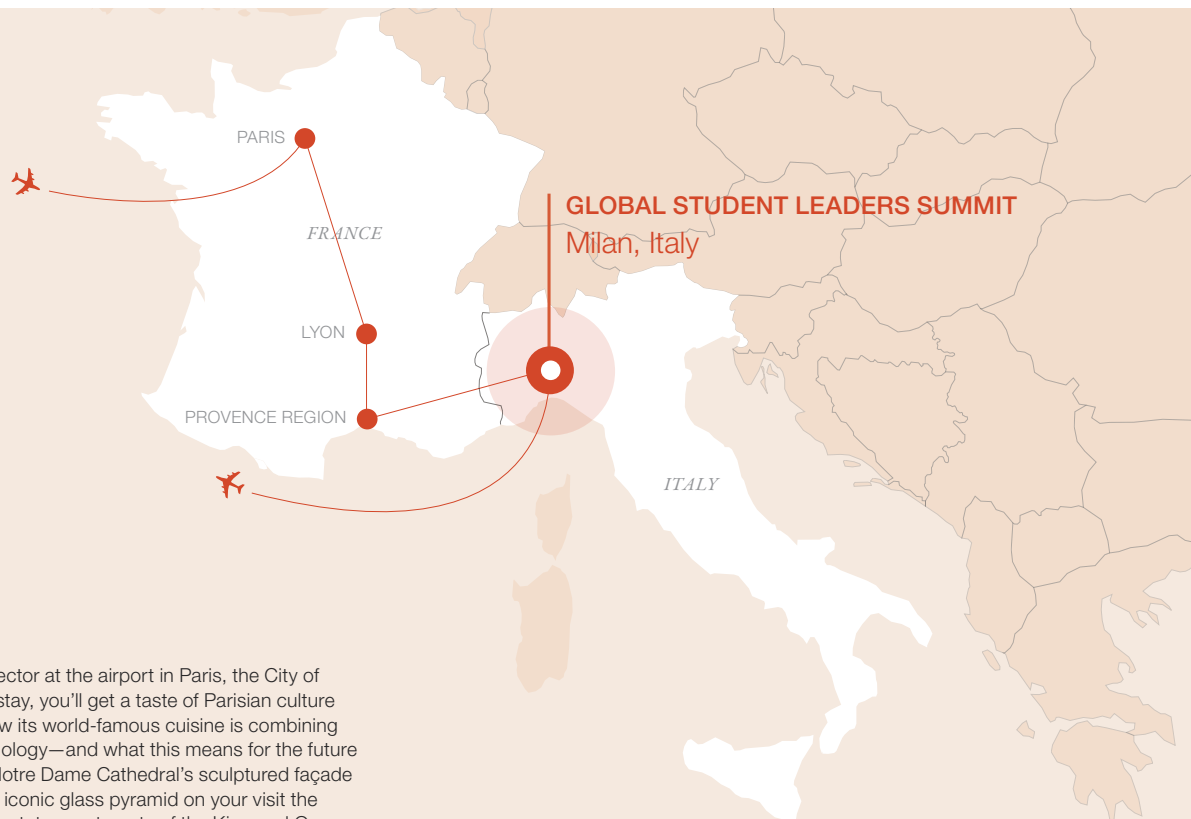 PARIS
GLOBAL STUDENT LEADERS SUMMIT
Milan, Italy
FRANCE
LYON
PROVENCE REGION
ITALY
ector at the airport in Paris, the City of
stay, you’ll get a taste of Parisian culture
w its world-famous cuisine is combining
ology—and what this means for the future
otre Dame Cathedral’s sculptured façade
iconic glass pyramid on your visit the